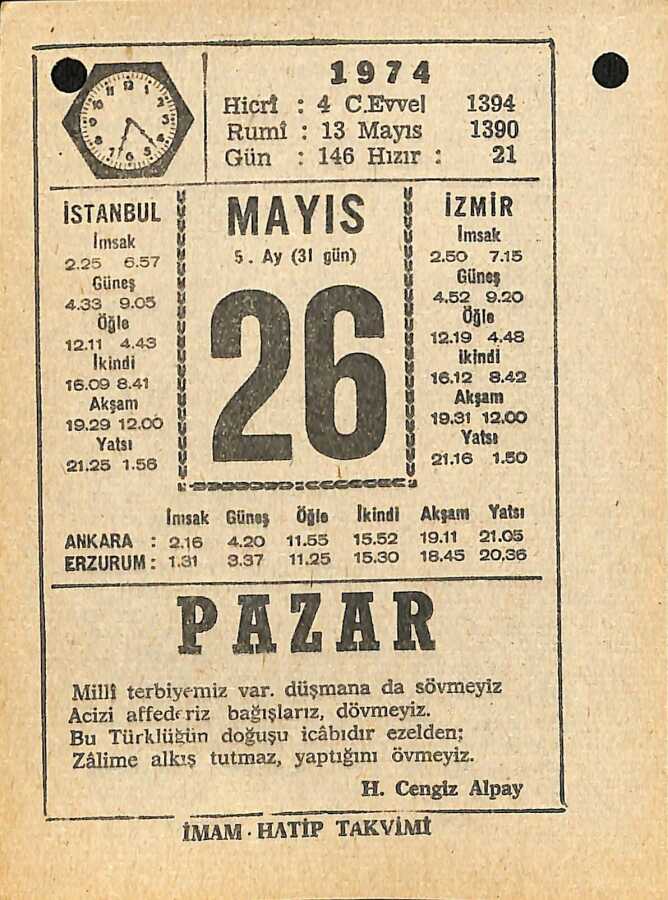 1974
Hicrî : 4 C.Evvel 1394
Rumî : 13 Mayıs 1390
Gün : 146 Hızır : 21
İSTANBUL
İmsak
2.25 6.57
Güneş
4.33 9.05
Öğle
12.11 4.43
İkindi
16.09 8.41
Akşam
19.29 12.00
Yatsı
21.25 1.56
MAYIS
5. Ay (31 gün)
26
İZMİR
İmsak
2.50 7.15
Güneş
4.52 9.20
Öğle
12.19 4.48
İkindi
16.12 8.42
Akşam
19.31 12.00
Yatsı
21.16 1.50
İmsak Güneş Öğle İkindi Akşam Yatsı
ANKARA : 2.16 4.20 11.55 15.52 19.11 21.05
ERZURUM : 1.31 3.37 11.25 15.30 18.45 20.36
PAZAR
Millî terbiyemiz var. düşmana da sövmeyiz
Acizi affederiz bağışlarız, dövmeyiz.
Bu Türklüğün doğuşu icâbıdır ezelden;
Zâlime alkış tutmaz, yaptığını övmeyiz.
H. Cengiz Alpay
İMAM - HATİP TAKVİMİ